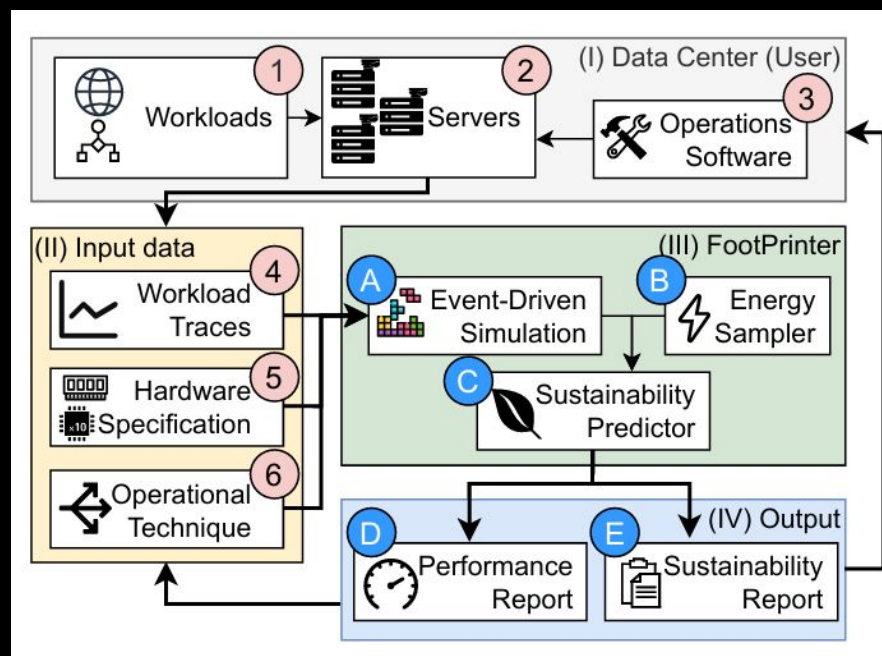 (I) Data Center (User)
1
Workloads
2
Servers
3
Operations
Software
(II) Input data
4
Workload
Traces
5
Hardware
Specification
x10
6
Operational
Technique
(III) FootPrinter
A
Event-Driven
Simulation
B
Energy
Sampler
C
Sustainability
Predictor
(IV) Output
D
Performance
Report
E
Sustainability
Report